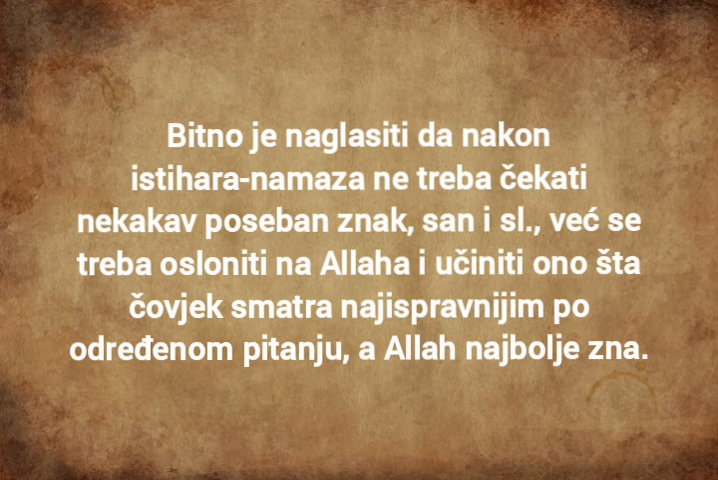 Bitno je naglasiti da nakon
istihara-namaza ne treba čekati
nekakav poseban znak, san i sl., već se
treba osloniti na Allaha i učiniti ono šta
čovjek smatra najispravnijim po
određenom pitanju, a Allah najbolje zna.